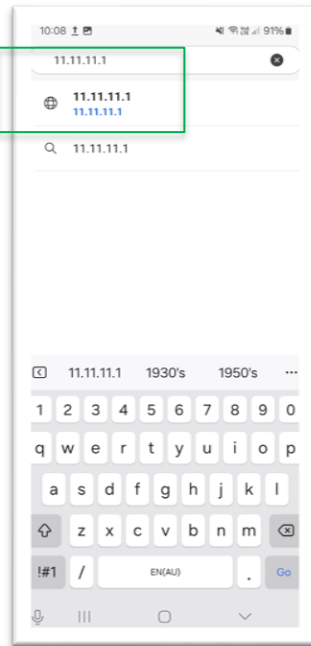 10:08 91%
11.11.11.1
11.11.11.1
11.11.11.1
11.11.11.1
11.11.11.1 1930's 1950's ...
1 2 3 4 5 6 7 8 9 0
q w e r t y u i o p
a s d f g h j k l
z x c v b n m
!#1 / EN(AU) . Go